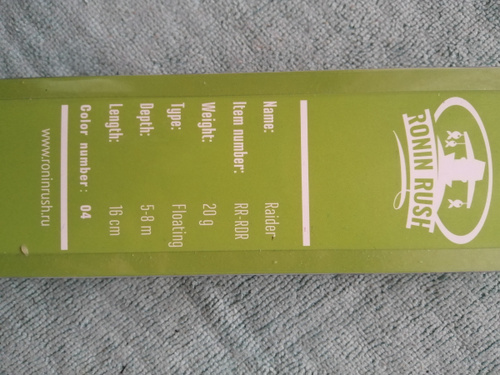 RONIN RUSH
Name: Raider
Item number: RR-RDR
Weight: 20 g
Type: Floating
Depth: 5-8 m
Length: 16 cm
Color number: 04
www.roninrush.ru